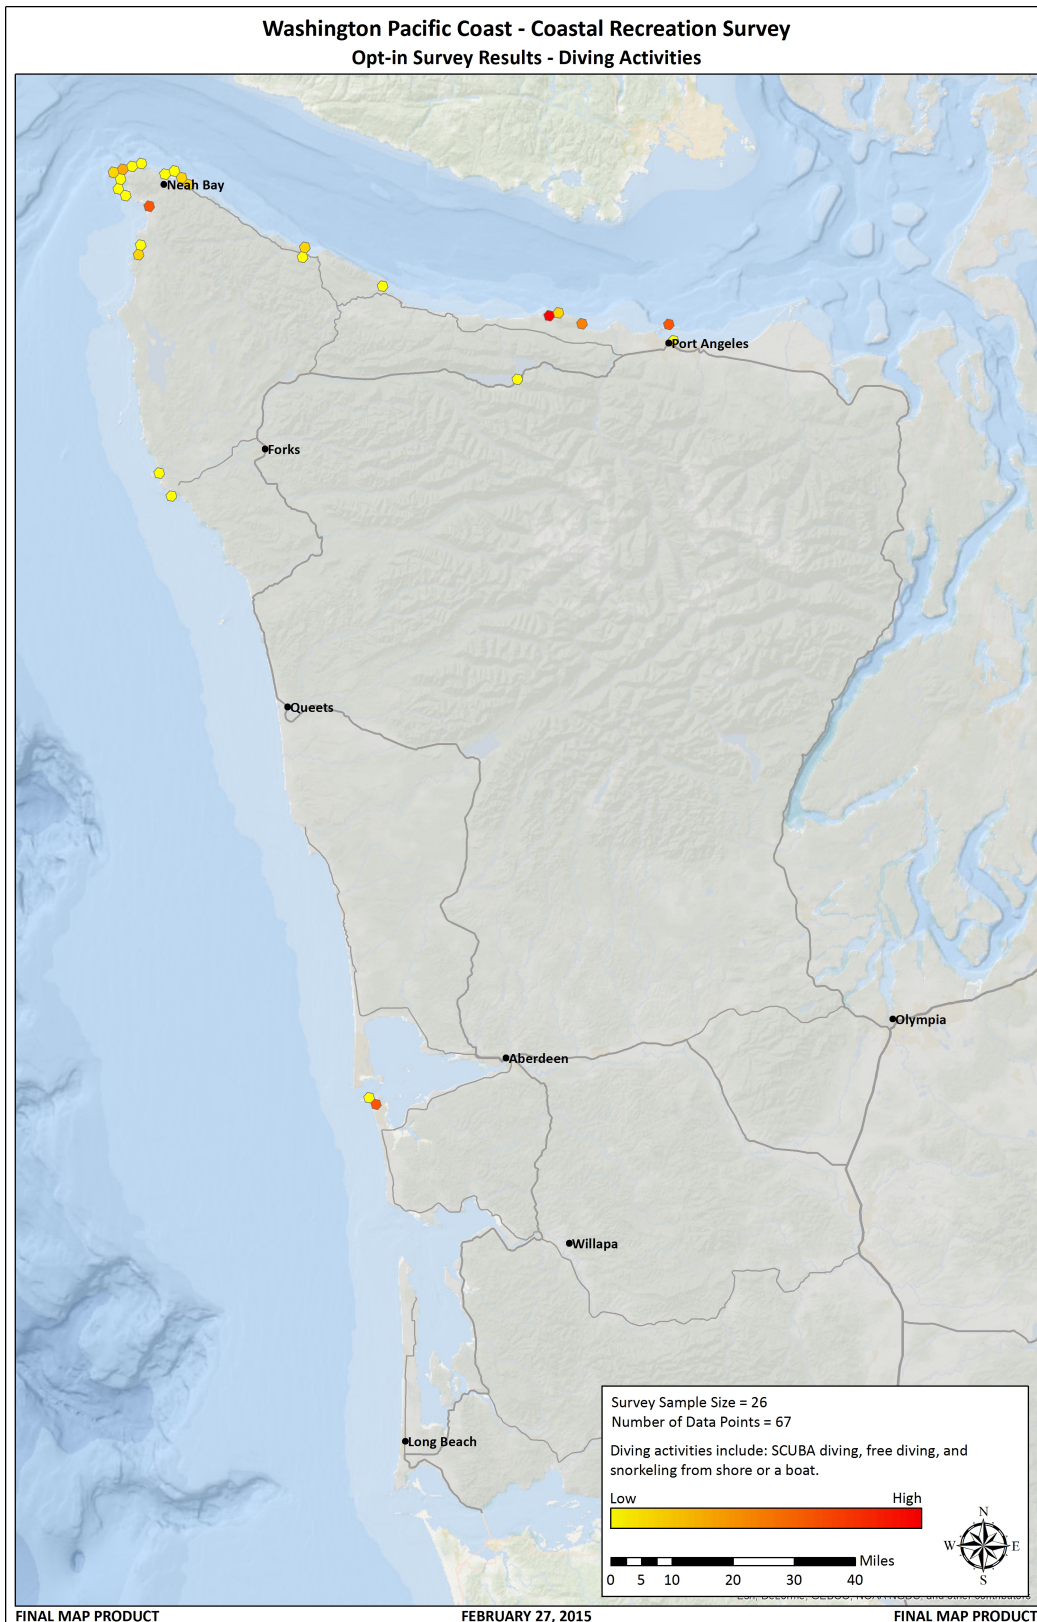 Washington Pacific Coast - Coastal Recreation Survey
Opt-in Survey Results - Diving Activities
Neah Bay
Port Angeles
Forks
Queets
Olympia
Aberdeen
Willapa
Long Beach
Survey Sample Size = 26
Number of Data Points = 67
Diving activities include: SCUBA diving, free diving, and
snorkeling from shore or a boat.
Low High
N
W E
S
Miles
0 5 10 20 30 40
FINAL MAP PRODUCT FEBRUARY 27, 2015 FINAL MAP PRODUCT